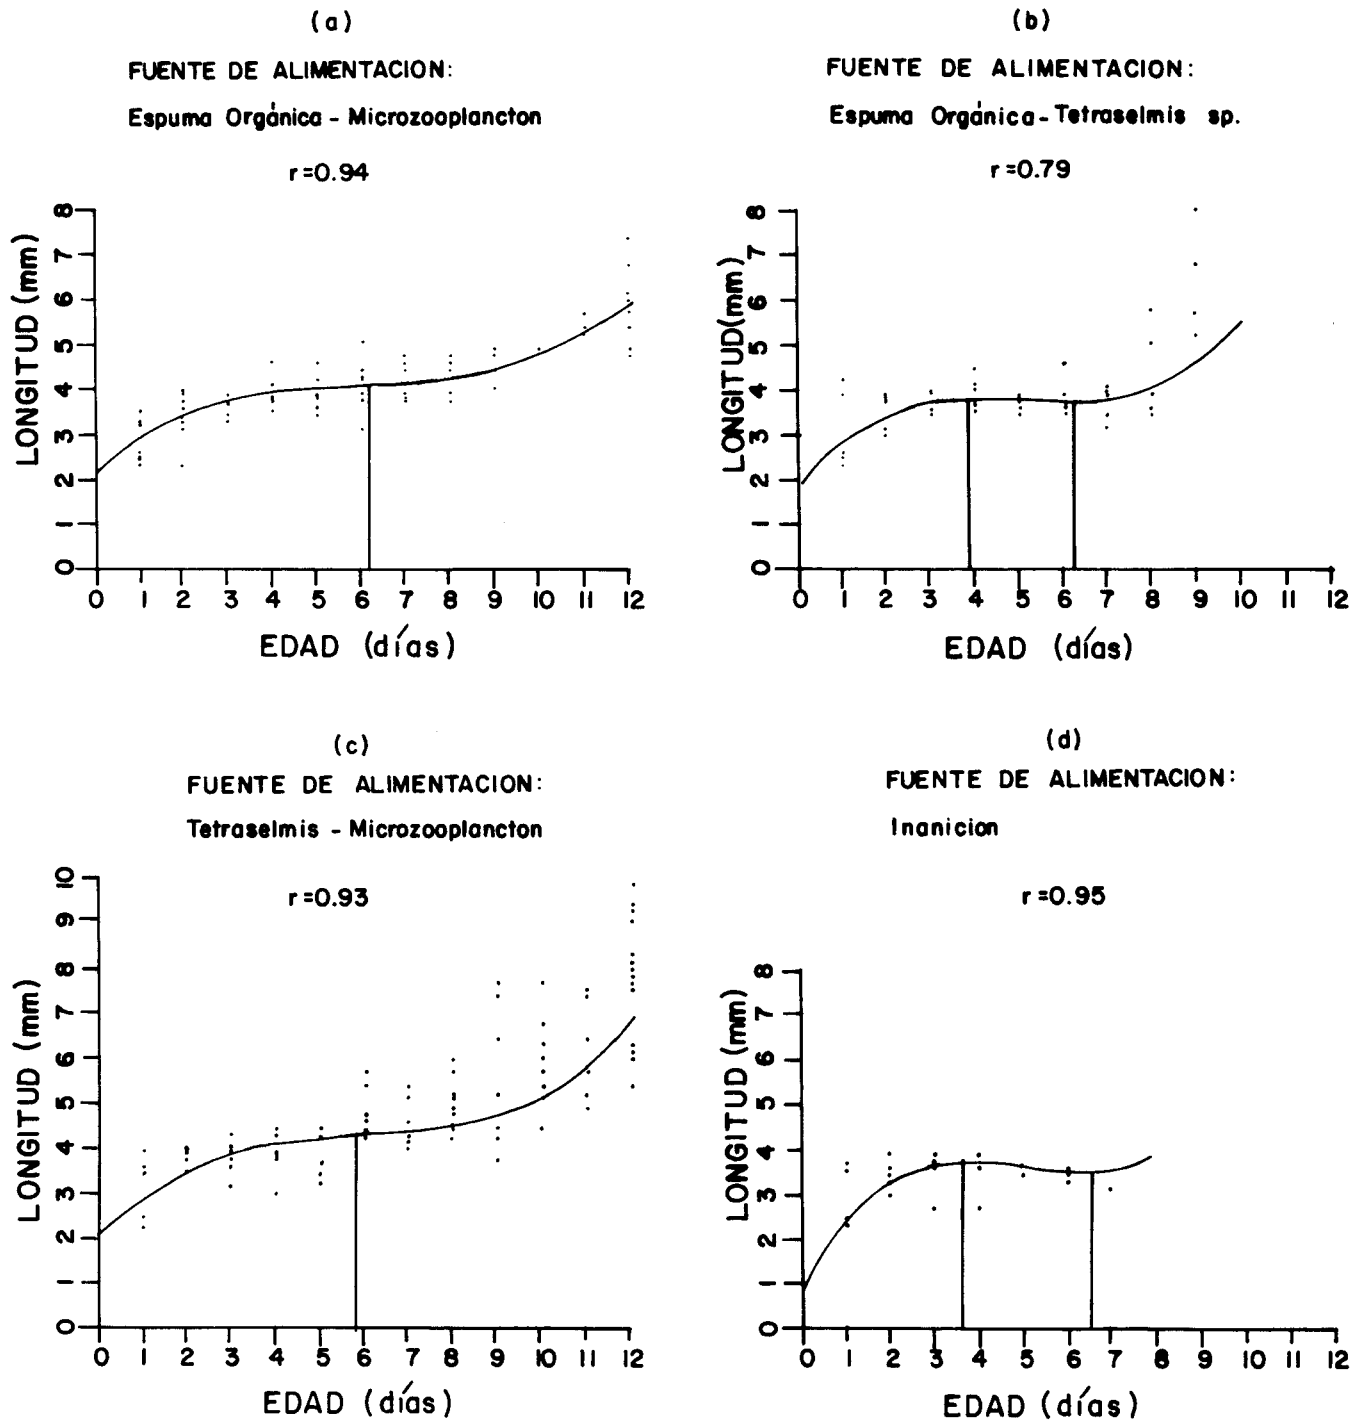 (a)
FUENTE DE ALIMENTACION:
Espuma Orgánica - Microzooplancton
r=0.94
LONGITUD (mm)
8
7
6
5
4
3
2
1
0
0 1 2 3 4 5 6 7 8 9 10 11 12
EDAD (días)
(b)
FUENTE DE ALIMENTACION:
Espuma Orgánica - Tetraselmis sp.
r=0.79
LONGITUD (mm)
8
7
6
5
4
3
2
1
0
0 1 2 3 4 5 6 7 8 9 10 11 12
EDAD (días)
(c)
FUENTE DE ALIMENTACION:
Tetraselmis - Microzooplancton
r=0.93
LONGITUD (mm)
10
9
8
7
6
5
4
3
2
1
0
0 1 2 3 4 5 6 7 8 9 10 11 12
EDAD (días)
(d)
FUENTE DE ALIMENTACION:
Inanicion
r=0.95
LONGITUD (mm)
8
7
6
5
4
3
2
1
0
0 1 2 3 4 5 6 7 8 9 10 11 12
EDAD (días)